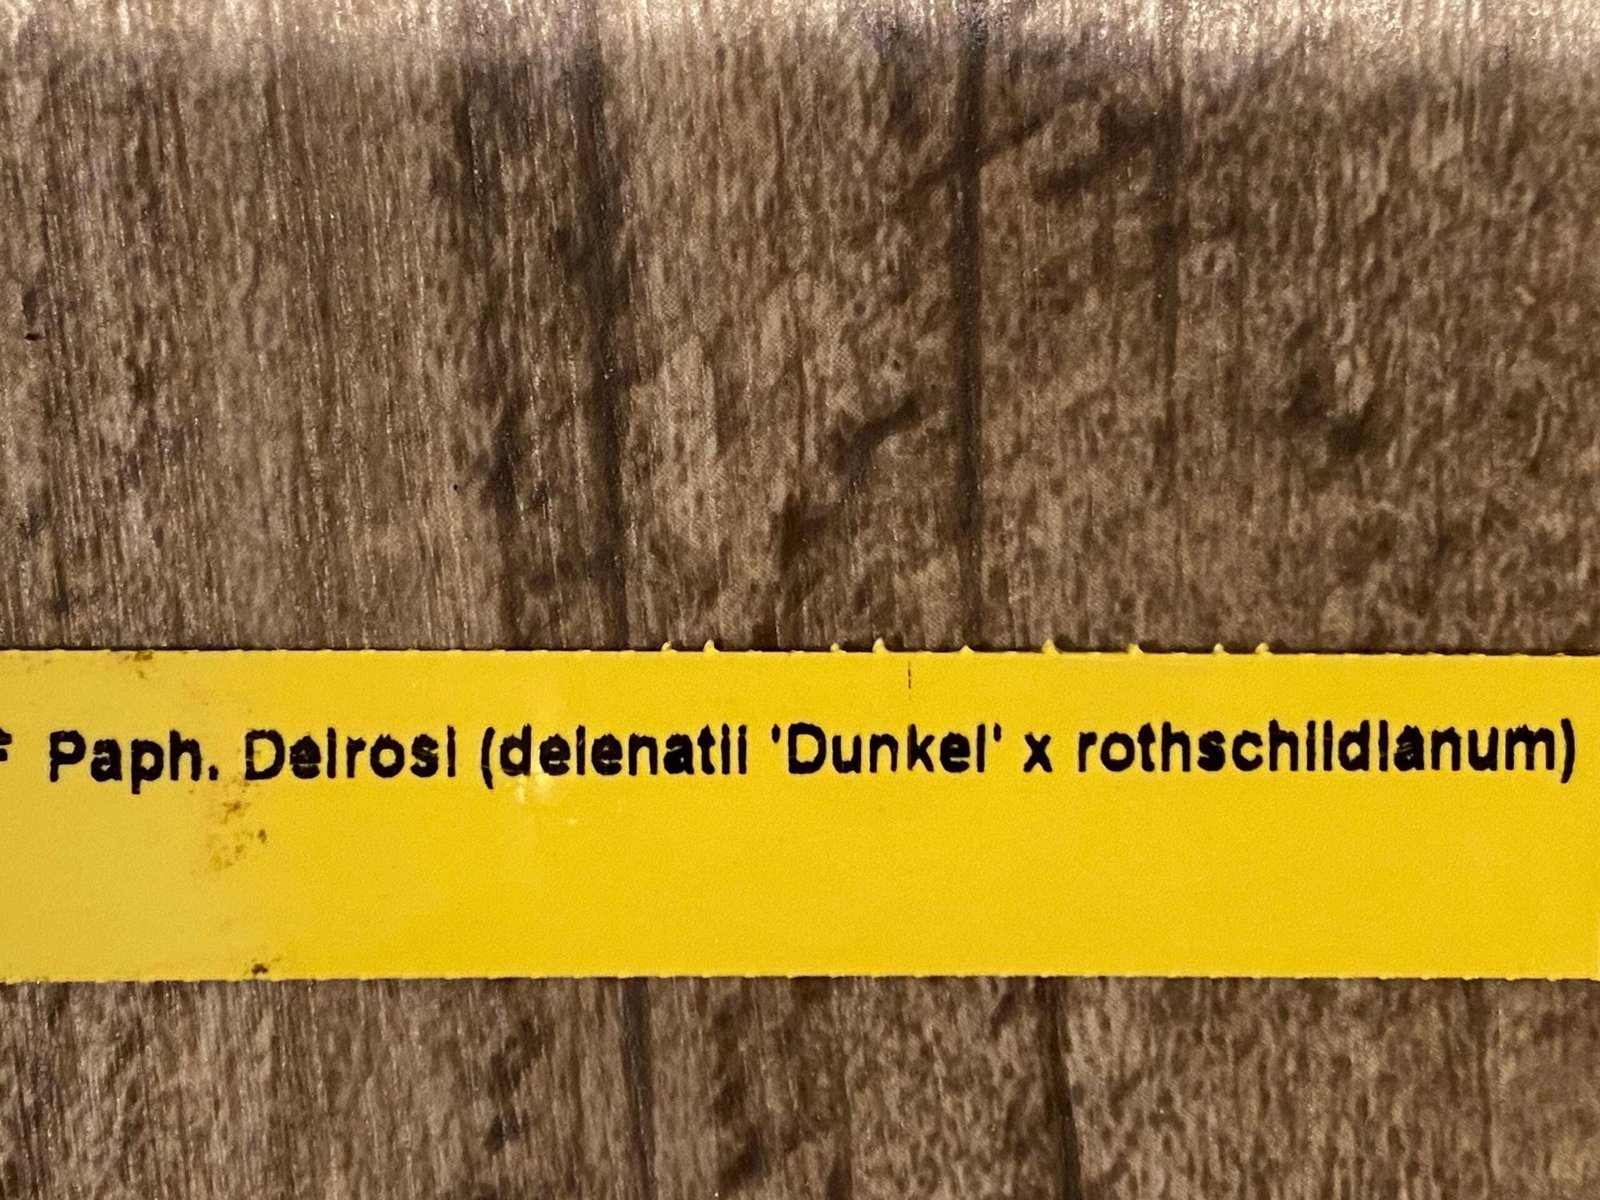 Paph. Delrosi (delenatii 'Dunkel' x rothschildianum)